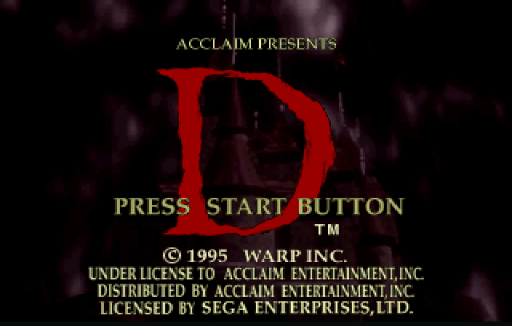 ACCLAIM PRESENTS
D
PRESS START BUTTON
TM
© 1995 WARP INC.
UNDER LICENSE TO ACCLAIM ENTERTAINMENT,INC.
DISTRIBUTED BY ACCLAIM ENTERTAINMENT,INC.
LICENSED BY SEGA ENTERPRISES,LTD.